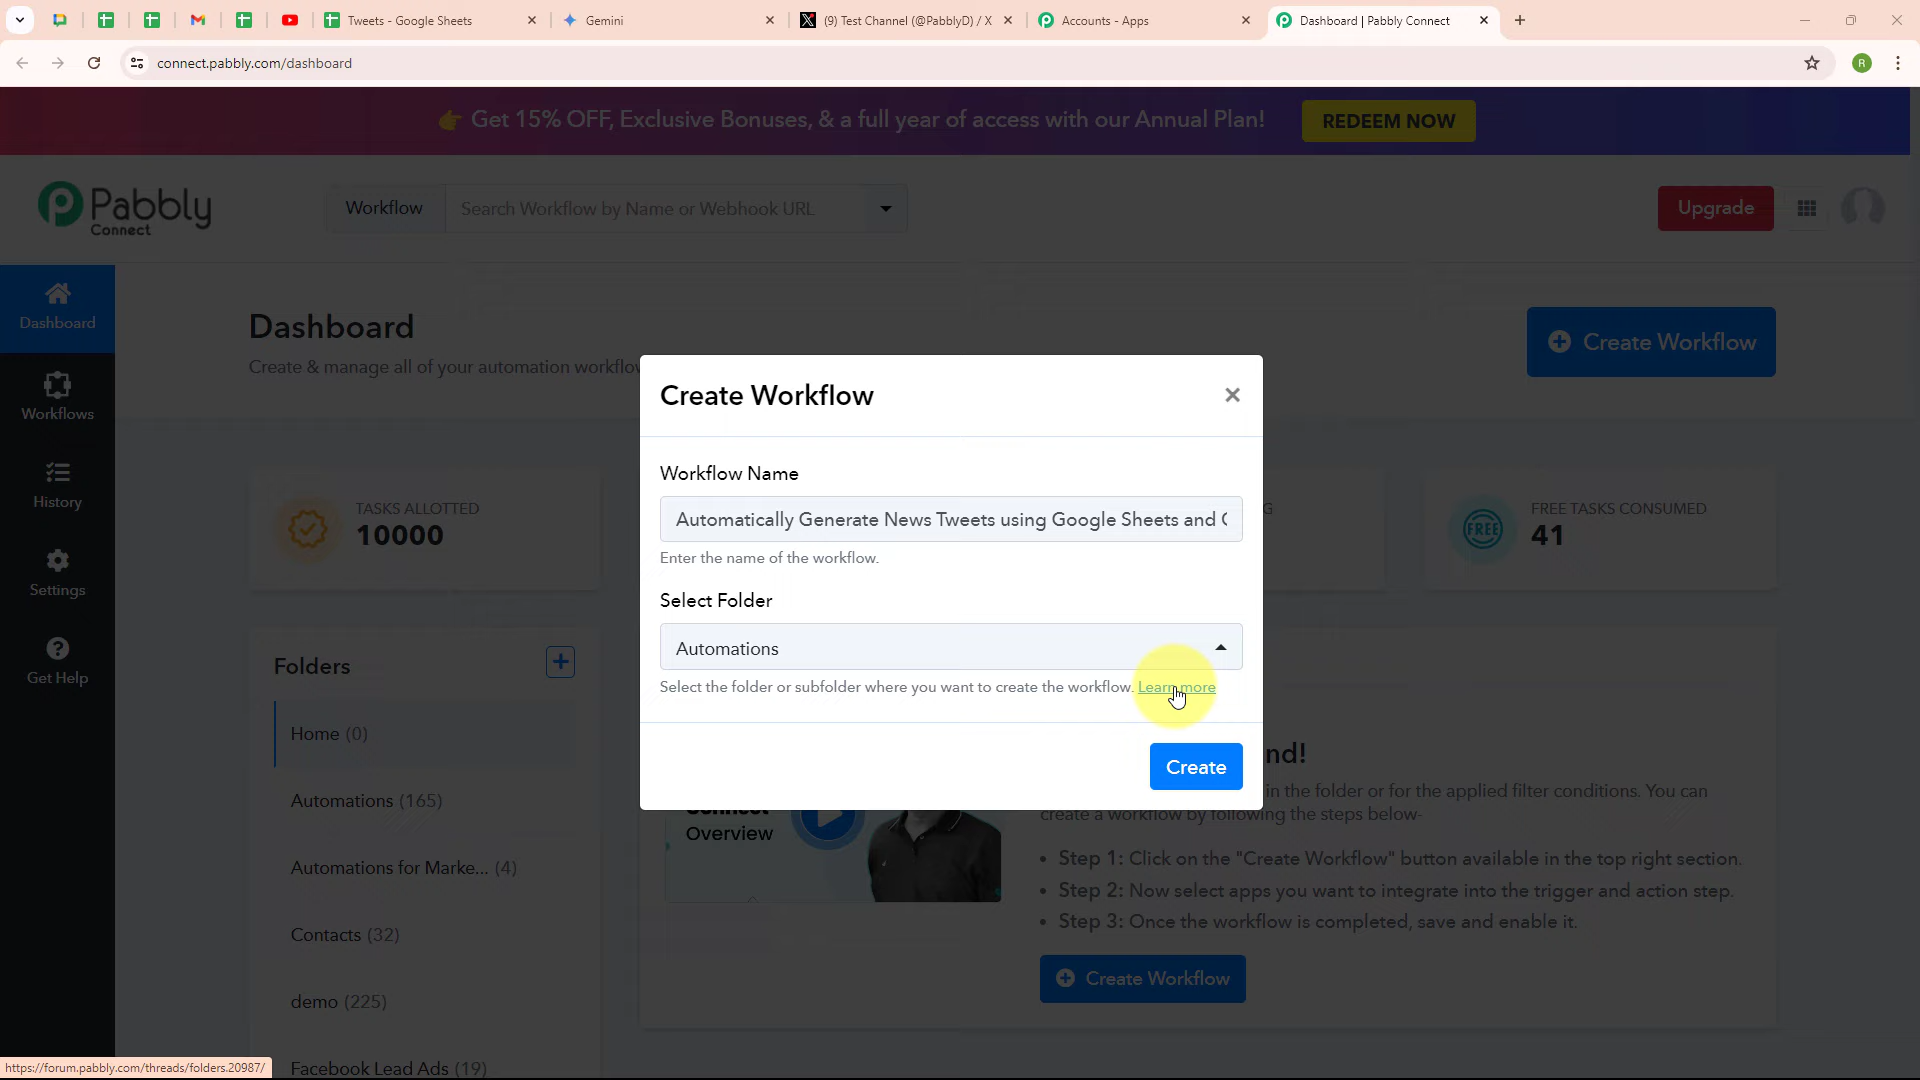 Tweets - Google Sheets
Gemini
(9) Test Channel (@PabblyD) / X
Accounts - Apps
Dashboard | Pabbly Connect
connect.pabbly.com/dashboard
R
👉 Get 15% OFF, Exclusive Bonuses, & a full year of access with our Annual Plan!
REDEEM NOW
Pabbly
Connect
Workflow
Search Workflow by Name or Webhook URL
Upgrade
Dashboard
Workflows
History
Settings
Get Help
Dashboard
Create & manage all of your automation workflow
Create Workflow
TASKS ALLOTTED
10000
G
FREE TASKS CONSUMED
FREE
41
Folders
Home (0)
Automations (165)
Automations for Marke... (4)
Contacts (32)
demo (225)
Facebook Lead Ads (19)
Create Workflow
Workflow Name
Automatically Generate News Tweets using Google Sheets and
Enter the name of the workflow.
Select Folder
Automations
Select the folder or subfolder where you want to create the workflow. Learn more
Create
Connect
Overview
nd!
in the folder or for the applied filter conditions. You can
create a workflow by following the steps below-
• Step 1: Click on the "Create Workflow" button available in the top right section.
• Step 2: Now select apps you want to integrate into the trigger and action step.
• Step 3: Once the workflow is completed, save and enable it.
Create Workflow
https://forum.pabbly.com/threads/folders.20987/